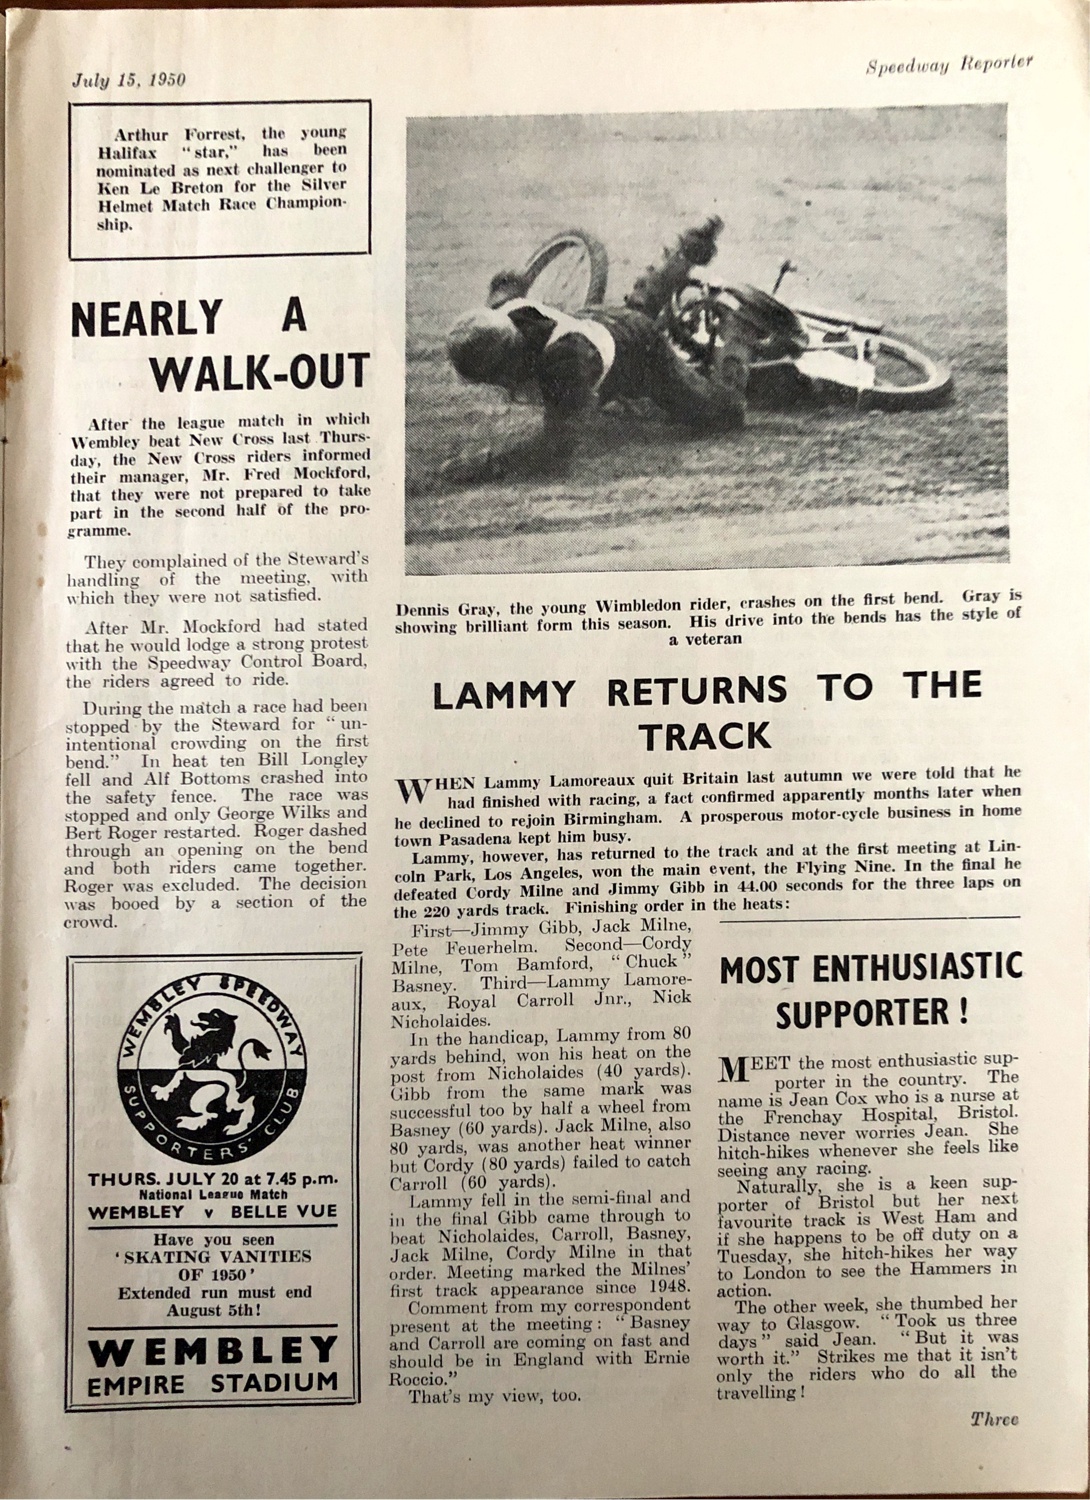 July 15, 1950
Speedway Reporter
Arthur Forrest, the young
Halifax "star," has been
nominated as next challenger to
Ken Le Breton for the Silver
Helmet Match Race Champion-
ship.
NEARLY A
WALK-OUT
After the league match in which
Wembley beat New Cross last Thurs-
day, the New Cross riders informed
their manager, Mr. Fred Mockford,
that they were not prepared to take
part in the second half of the pro-
gramme.
They complained of the Steward's
handling of the meeting, with
which they were not satisfied.
After Mr. Mockford had stated
that he would lodge a strong protest
with the Speedway Control Board,
the riders agreed to ride.
During the match a race had been
stopped by the Steward for "un-
intentional crowding on the first
bend." In heat ten Bill Longley
fell and Alf Bottoms crashed into
the safety fence. The race was
stopped and only George Wilks and
Bert Roger restarted. Roger dashed
through an opening on the bend
and both riders came together.
Roger was excluded. The decision
was booed by a section of the
crowd.
WEMBLEY SPEEDWAY
SUPPORTERS' CLUB
THURS. JULY 20 at 7.45 p.m.
National League Match
WEMBLEY v BELLE VUE
Have you seen
'SKATING VANITIES
OF 1950'
Extended run must end
August 5th!
WEMBLEY
EMPIRE STADIUM
Dennis Gray, the young Wimbledon rider, crashes on the first bend. Gray is
showing brilliant form this season. His drive into the bends has the style of
a veteran
LAMMY RETURNS TO THE
TRACK
WHEN Lammy Lamoreaux quit Britain last autumn we were told that he
had finished with racing, a fact confirmed apparently months later when
he declined to rejoin Birmingham. A prosperous motor-cycle business in home
town Pasadena kept him busy.
Lammy, however, has returned to the track and at the first meeting at Lin-
coln Park, Los Angeles, won the main event, the Flying Nine. In the final he
defeated Cordy Milne and Jimmy Gibb in 44.00 seconds for the three laps on
the 220 yards track. Finishing order in the heats:
First—Jimmy Gibb, Jack Milne,
Pete Feuerhelm. Second—Cordy
Milne, Tom Bamford, "Chuck"
Basney. Third—Lammy Lamore-
aux, Royal Carroll Jnr., Nick
Nicholaides.
In the handicap, Lammy from 80
yards behind, won his heat on the
post from Nicholaides (40 yards).
Gibb from the same mark was
successful too by half a wheel from
Basney (60 yards). Jack Milne, also
80 yards, was another heat winner
but Cordy (80 yards) failed to catch
Carroll (60 yards).
Lammy fell in the semi-final and
in the final Gibb came through to
beat Nicholaides, Carroll, Basney,
Jack Milne, Cordy Milne in that
order. Meeting marked the Milnes'
first track appearance since 1948.
Comment from my correspondent
present at the meeting: "Basney
and Carroll are coming on fast and
should be in England with Ernie
Roccio."
That's my view, too.
MOST ENTHUSIASTIC
SUPPORTER!
MEET the most enthusiastic sup-
porter in the country. The
name is Jean Cox who is a nurse at
the Frenchay Hospital, Bristol.
Distance never worries Jean. She
hitch-hikes whenever she feels like
seeing any racing.
Naturally, she is a keen sup-
porter of Bristol but her next
favourite track is West Ham and
if she happens to be off duty on a
Tuesday, she hitch-hikes her way
to London to see the Hammers in
action.
The other week, she thumbed her
way to Glasgow. "Took us three
days" said Jean. "But it was
worth it." Strikes me that it isn't
only the riders who do all the
travelling!
Three